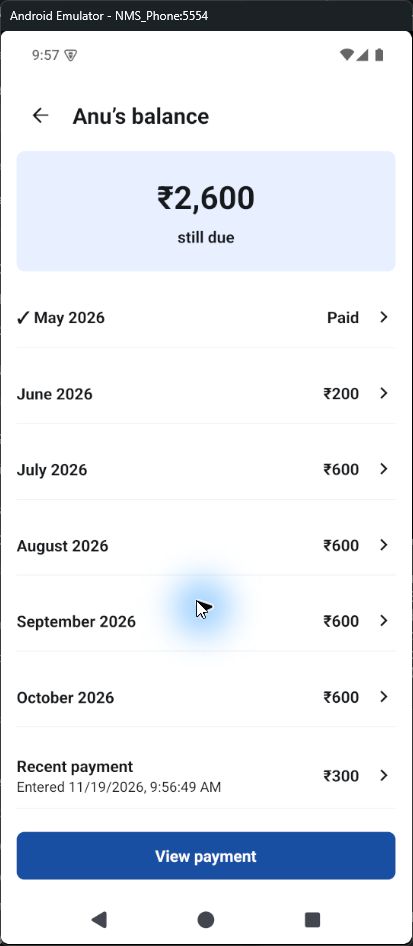 Android Emulator - NMS_Phone:5554
9:57
Anu’s balance
₹2,600
still due
✓ May 2026 Paid
June 2026 ₹200
July 2026 ₹600
August 2026 ₹600
September 2026 ₹600
October 2026 ₹600
Recent payment ₹300
Entered 11/19/2026, 9:56:49 AM
View payment